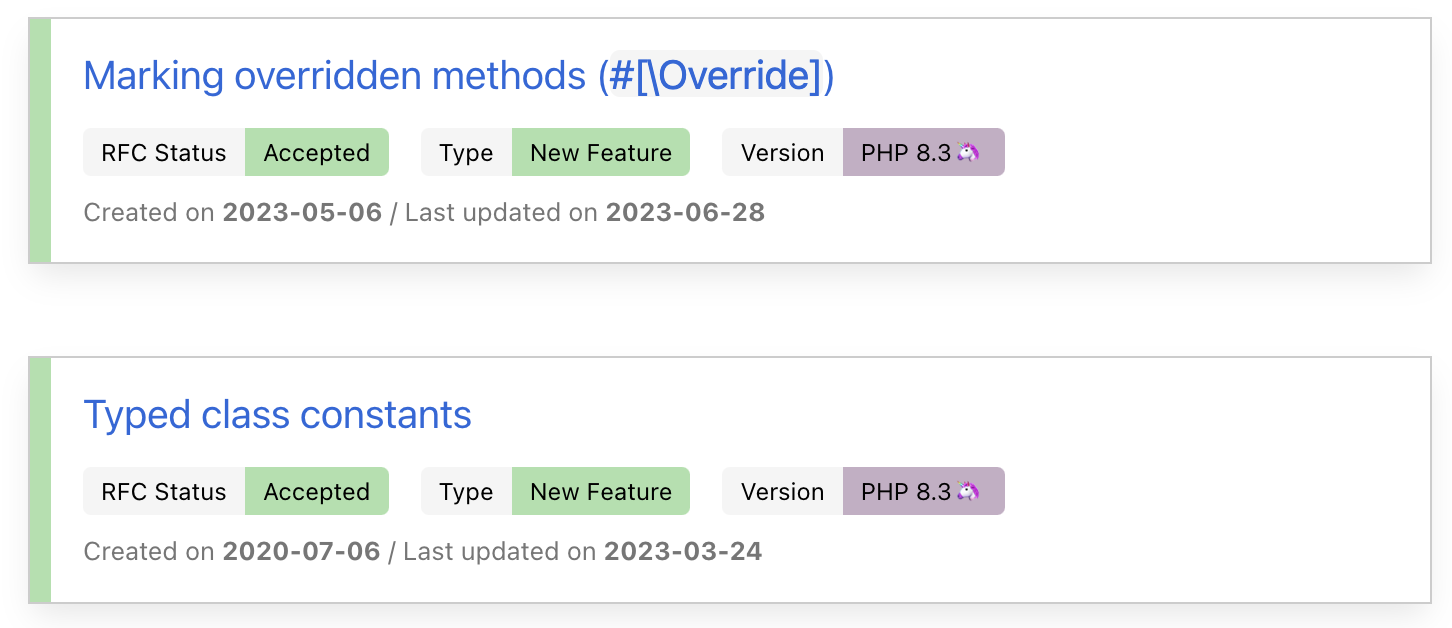 Marking overridden methods (#[\Override])
RFC Status Accepted Type New Feature Version PHP 8.3🦄
Created on 2023-05-06 / Last updated on 2023-06-28
Typed class constants
RFC Status Accepted Type New Feature Version PHP 8.3🦄
Created on 2020-07-06 / Last updated on 2023-03-24